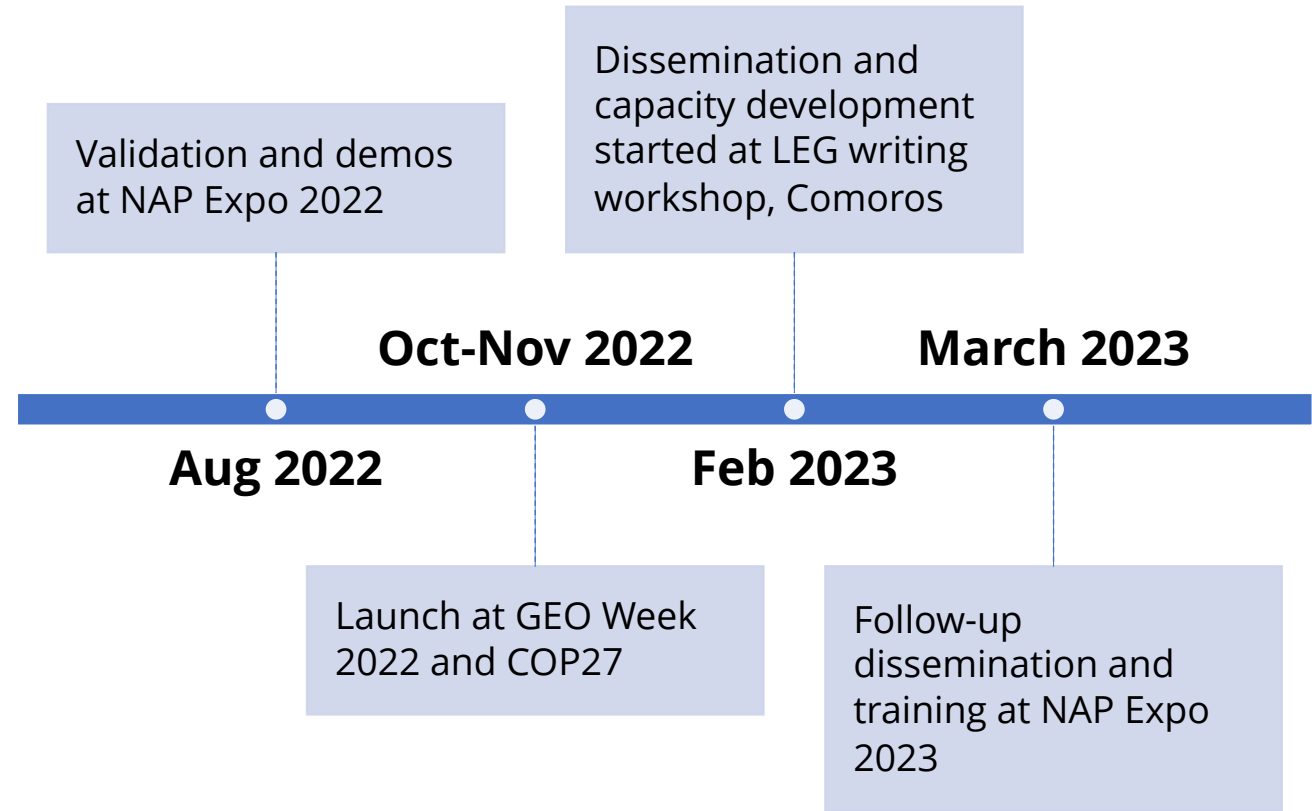 Dissemination and
capacity development
started at LEG writing
workshop, Comoros
Validation and demos
at NAP Expo 2022
Oct-Nov 2022
March 2023
Aug 2022
Feb 2023
Launch at GEO Week
2022 and COP27
Follow-up
dissemination and
training at NAP Expo
2023